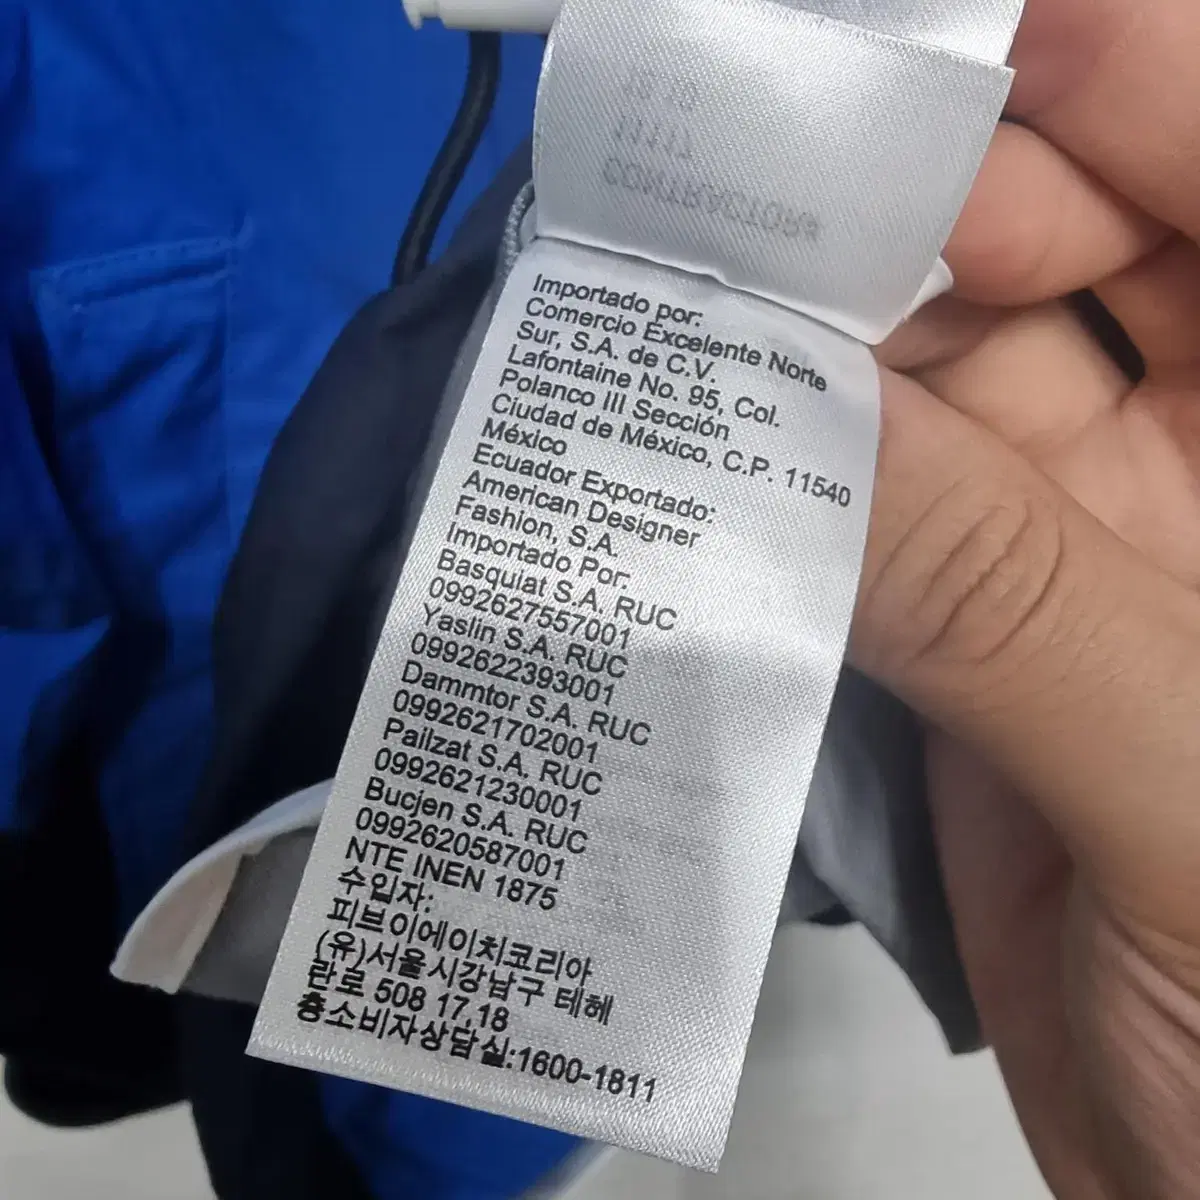 Importado por:
Comercio Excelente Norte
Sur, S.A. de C.V.
Lafontaine No. 95, Col.
Polanco III Sección
Ciudad de México, C.P. 11540
México
Ecuador Exportado:
American Designer
Fashion, S.A.
Importado Por:
Basquiat S.A. RUC
0992627557001
Yaslin S.A. RUC
0992622393001
Dammtor S.A. RUC
0992621702001
Pailzat S.A. RUC
0992621230001
Bucjen S.A. RUC
0992620587001
NTE INEN 1875
수입자:
피브이에이치코리아
(유)서울시강남구 테헤
란로 508 17,18
층소비자상담실:1600-1811